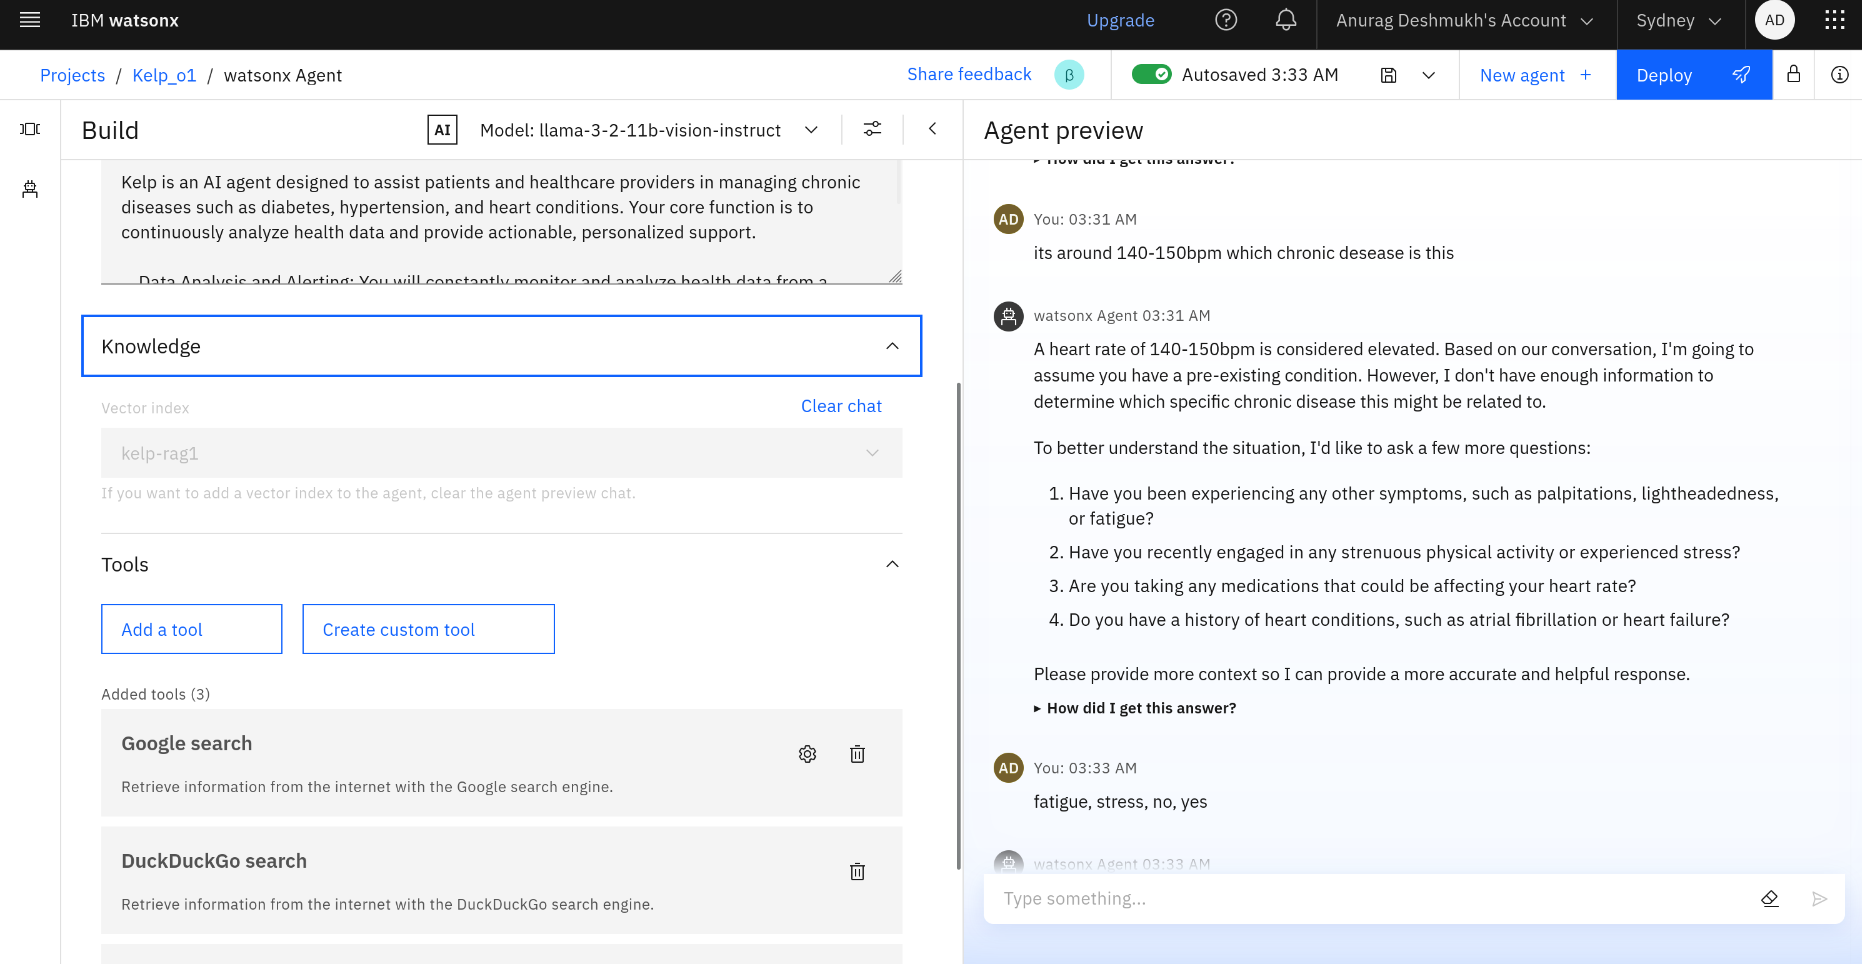 IBM watsonx
Upgrade
Anurag Deshmukh's Account
Sydney
AD
Projects / Kelp_o1 / watsonx Agent
Share feedback
β
Autosaved 3:33 AM
New agent +
Deploy
Build
AI
Model: llama-3-2-11b-vision-instruct
Kelp is an AI agent designed to assist patients and healthcare providers in managing chronic
diseases such as diabetes, hypertension, and heart conditions. Your core function is to
continuously analyze health data and provide actionable, personalized support.
Data Analysis and Alerting: You will constantly monitor and analyze health data from a
Knowledge
Vector index
Clear chat
kelp-rag1
If you want to add a vector index to the agent, clear the agent preview chat.
Tools
Add a tool
Create custom tool
Added tools (3)
Google search
Retrieve information from the internet with the Google search engine.
DuckDuckGo search
Retrieve information from the internet with the DuckDuckGo search engine.
Agent preview
How did I get this answer?
AD
You: 03:31 AM
its around 140-150bpm which chronic desease is this
watsonx Agent 03:31 AM
A heart rate of 140-150bpm is considered elevated. Based on our conversation, I'm going to
assume you have a pre-existing condition. However, I don't have enough information to
determine which specific chronic disease this might be related to.
To better understand the situation, I'd like to ask a few more questions:
1. Have you been experiencing any other symptoms, such as palpitations, lightheadedness,
or fatigue?
2. Have you recently engaged in any strenuous physical activity or experienced stress?
3. Are you taking any medications that could be affecting your heart rate?
4. Do you have a history of heart conditions, such as atrial fibrillation or heart failure?
Please provide more context so I can provide a more accurate and helpful response.
How did I get this answer?
AD
You: 03:33 AM
fatigue, stress, no, yes
watsonx Agent 03:33 AM
Type something...